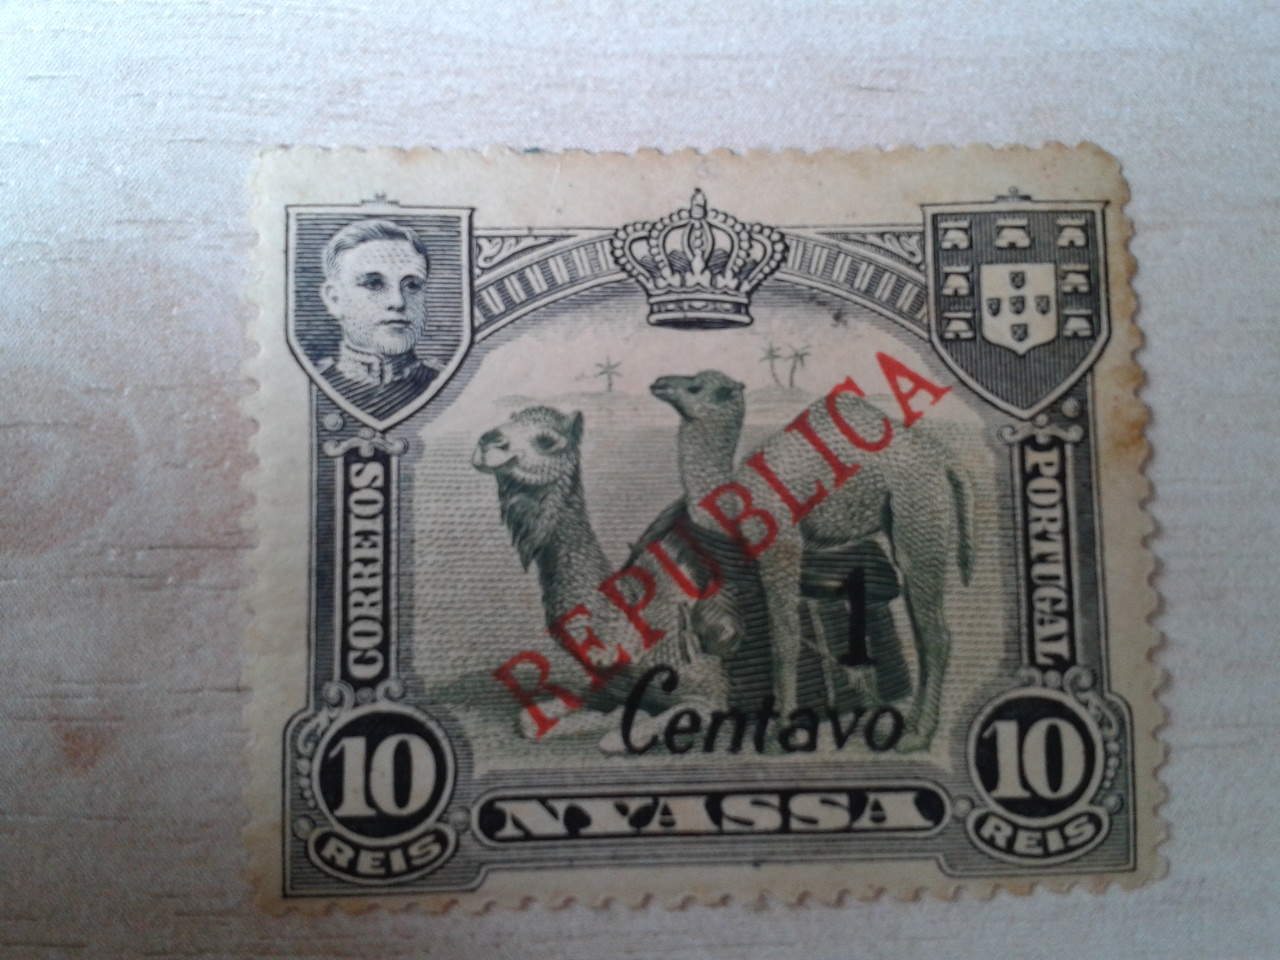 CORREIOS
PORTUGAL
REPUBLICA
1
Centavo
10
REIS
NYASSA
10
REIS